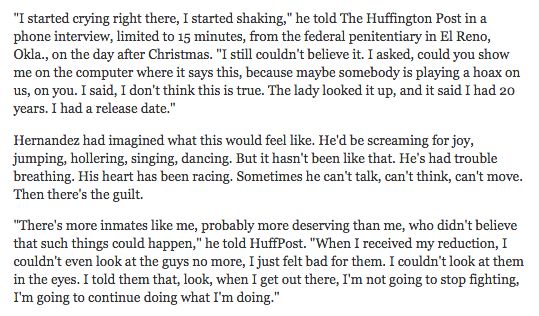 "I started crying right there, I started shaking," he told The Huffington Post in a
phone interview, limited to 15 minutes, from the federal penitentiary in El Reno,
Okla., on the day after Christmas. "I still couldn't believe it. I asked, could you show
me on the computer where it says this, because maybe somebody is playing a hoax on
us, on you. I said, I don't think this is true. The lady looked it up, and it said I had 20
years. I had a release date."
Hernandez had imagined what this would feel like. He'd be screaming for joy,
jumping, hollering, singing, dancing. But it hasn't been like that. He's had trouble
breathing. His heart has been racing. Sometimes he can't talk, can't think, can't move.
Then there's the guilt.
"There's more inmates like me, probably more deserving than me, who didn't believe
that such things could happen," he told HuffPost. "When I received my reduction, I
couldn't even look at the guys no more, I just felt bad for them. I couldn't look at them
in the eyes. I told them that, look, when I get out there, I'm not going to stop fighting,
I'm going to continue doing what I'm doing."